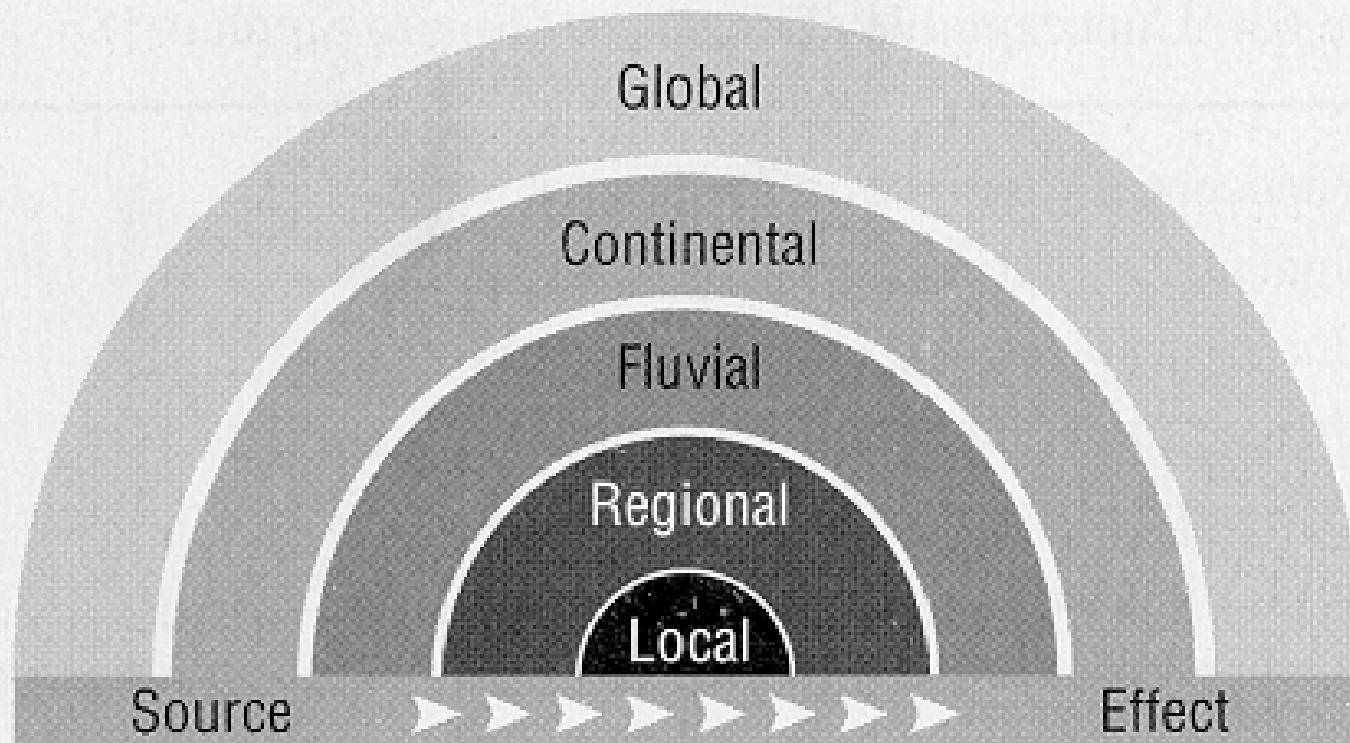 Global
Continental
Fluvial
Regional
Local
Source Effect